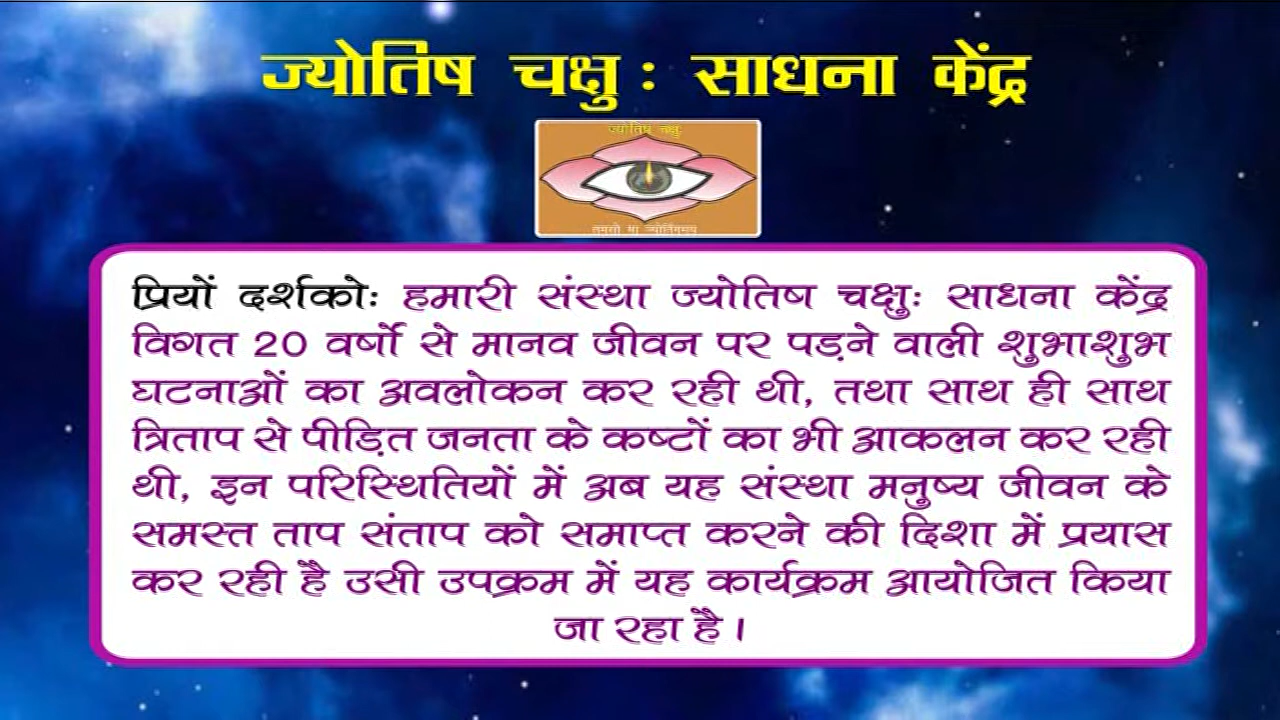 ज्योतिष चक्षु: साधना केंद्र
ज्योतिष चक्षु:
तमसो मा ज्योतिर्गमय
प्रियों दर्शको: हमारी संस्था ज्योतिष चक्षु: साधना केंद्र
विगत 20 वर्षो से मानव जीवन पर पड़ने वाली शुभाशुभ
घटनाओं का अवलोकन कर रही थी, तथा साथ ही साथ
त्रिताप से पीड़ित जनता के कष्टों का भी आकलन कर रही
थी, इन परिस्थितियों में अब यह संस्था मनुष्य जीवन के
समस्त ताप संताप को समाप्त करने की दिशा में प्रयास
कर रही है उसी उपक्रम में यह कार्यक्रम आयोजित किया
जा रहा है।